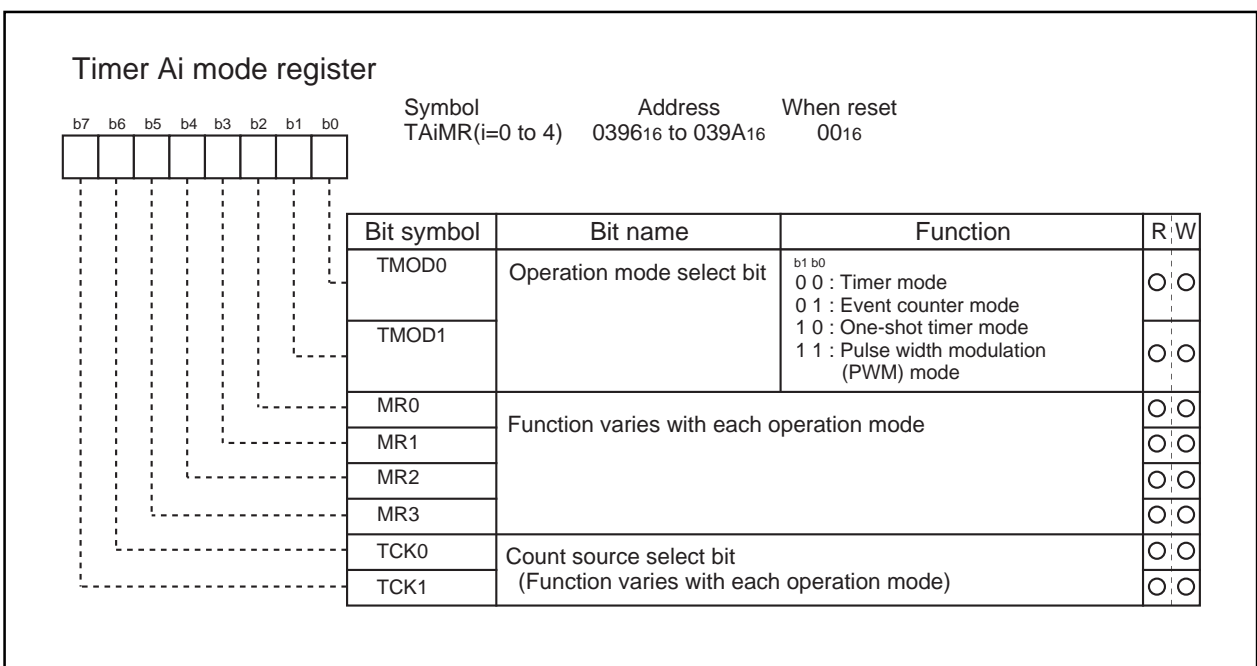 Timer Ai mode register
Symbol Address When reset
TAiMR(i=0 to 4) 039616 to 039A16 0016
b7 b6 b5 b4 b3 b2 b1 b0
Bit symbol Bit name Function R W
TMOD0 Operation mode select bit b1 b0
0 0 : Timer mode
0 1 : Event counter mode
1 0 : One-shot timer mode
TMOD1 1 1 : Pulse width modulation
(PWM) mode
MR0 Function varies with each operation mode
MR1
MR2
MR3
TCK0 Count source select bit
TCK1 (Function varies with each operation mode)